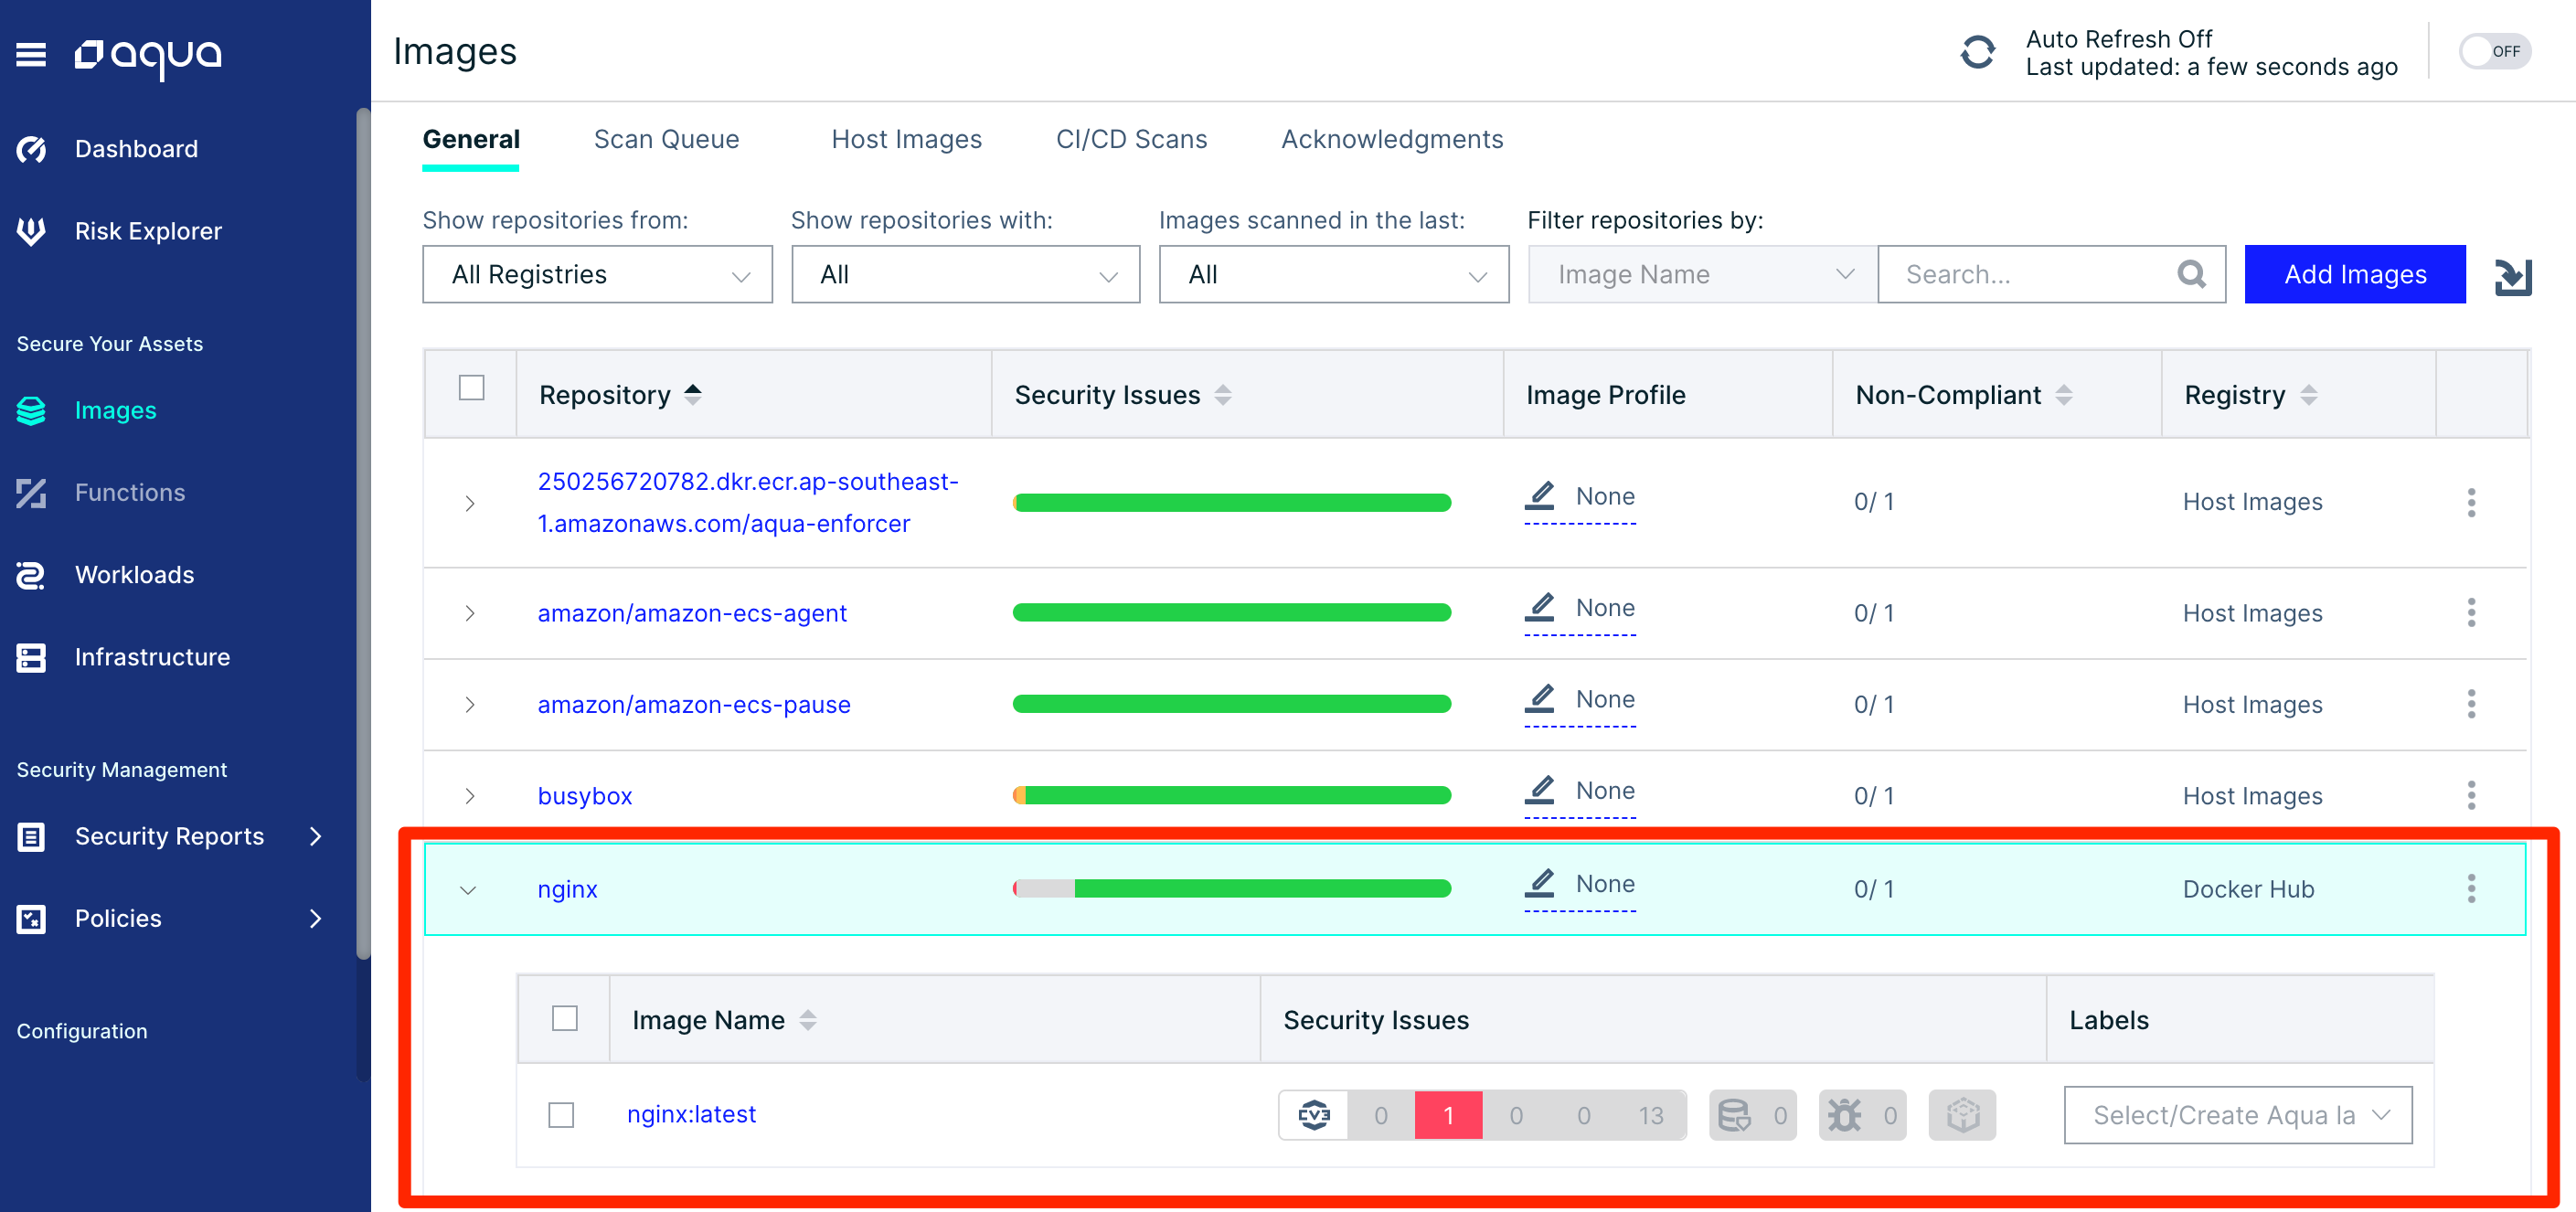 aqua
Images
Auto Refresh Off
Last updated: a few seconds ago
OFF
Dashboard
Risk Explorer
Secure Your Assets
Images
Functions
Workloads
Infrastructure
Security Management
Security Reports
Policies
Configuration
General Scan Queue Host Images CI/CD Scans Acknowledgments
Show repositories from: Show repositories with: Images scanned in the last: Filter repositories by:
All Registries All All Image Name Search... Add Images
Repository Security Issues Image Profile Non-Compliant Registry
250256720782.dkr.ecr.ap-southeast-
1.amazonaws.com/aqua-enforcer None 0/ 1 Host Images
amazon/amazon-ecs-agent None 0/ 1 Host Images
amazon/amazon-ecs-pause None 0/ 1 Host Images
busybox None 0/ 1 Host Images
nginx None 0/ 1 Docker Hub
Image Name Security Issues Labels
nginx:latest CVE 0 1 0 0 13 0 0 Select/Create Aqua la